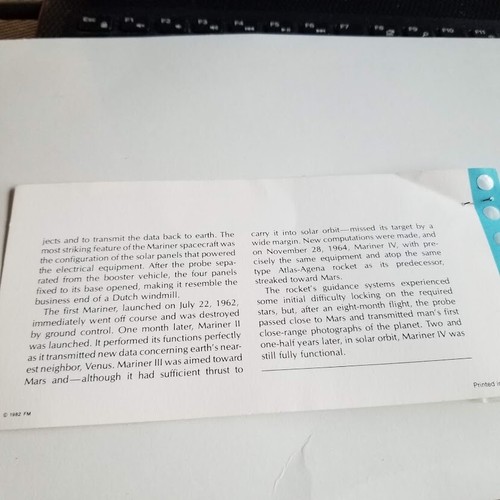 Esc F1 F2 F3 F4 F5 F6 F7 F8 F9 F10 F11
jects and to transmit the data back to earth. The
most striking feature of the Mariner spacecraft was
the configuration of the solar panels that powered
the electrical equipment. After the probe sepa-
rated from the booster vehicle, the four panels
fixed to its base opened, making it resemble the
business end of a Dutch windmill.
The first Mariner, launched on July 22, 1962,
immediately went off course and was destroyed
by ground control. One month later, Mariner II
was launched. It performed its functions perfectly
as it transmitted new data concerning earth's near-
est neighbor, Venus. Mariner III was aimed toward
Mars and—although it had sufficient thrust to
carry it into solar orbit—missed its target by a
wide margin. New computations were made, and
on November 28, 1964, Mariner IV, with pre-
cisely the same equipment and atop the same
type Atlas-Agena rocket as its predecessor,
streaked toward Mars.
The rocket's guidance systems experienced
some initial difficulty locking on the required
stars, but, after an eight-month flight, the probe
passed close to Mars and transmitted man's first
close-range photographs of the planet. Two and
one-half years later, in solar orbit, Mariner IV was
still fully functional.
© 1982 FM
Printed